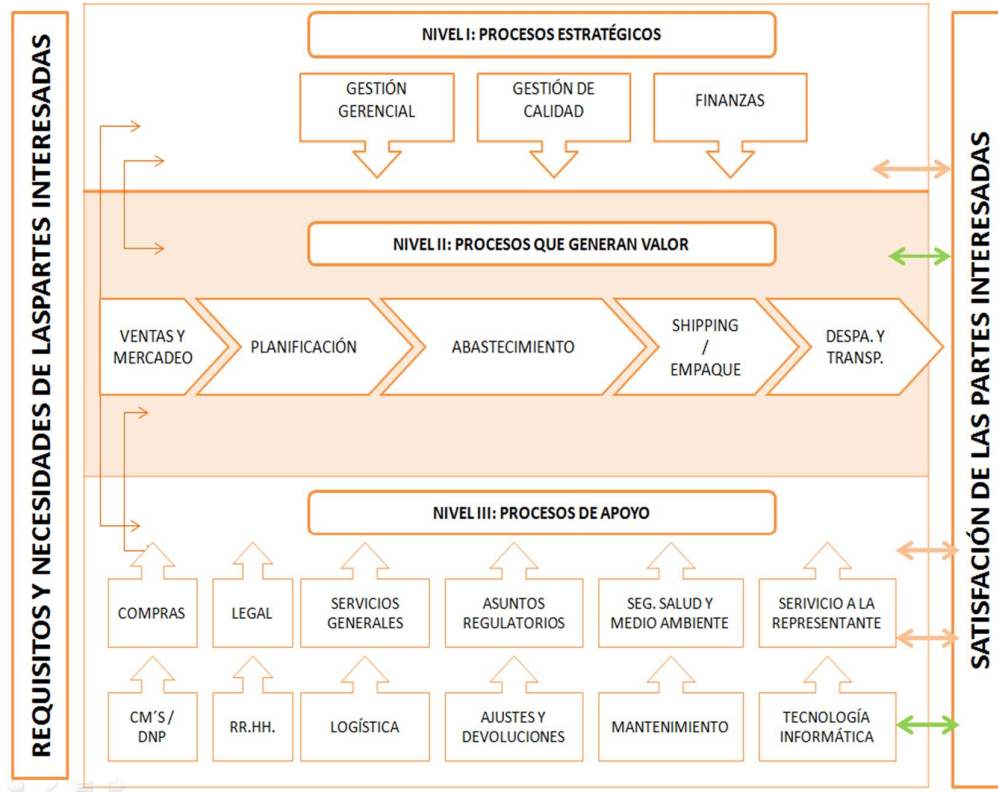 REQUISITOS Y NECESIDADES DE LASPARTES INTERESADAS
NIVEL I: PROCESOS ESTRATÉGICOS
GESTIÓN
GERENCIAL
GESTIÓN DE
CALIDAD
FINANZAS
NIVEL II: PROCESOS QUE GENERAN VALOR
VENTAS Y
MERCADEO
PLANIFICACIÓN
ABASTECIMIENTO
SHIPPING
/
EMPAQUE
DESPA. Y
TRANSP.
NIVEL III: PROCESOS DE APOYO
COMPRAS
LEGAL
SERVICIOS
GENERALES
ASUNTOS
REGULATORIOS
SEG. SALUD Y
MEDIO AMBIENTE
SERIVICIO A LA
REPRESENTANTE
CM´S /
DNP
RR.HH.
LOGÍSTICA
AJUSTES Y
DEVOLUCIONES
MANTENIMIENTO
TECNOLOGÍA
INFORMÁTICA
SATISFACIÓN DE LAS PARTES INTERESADAS